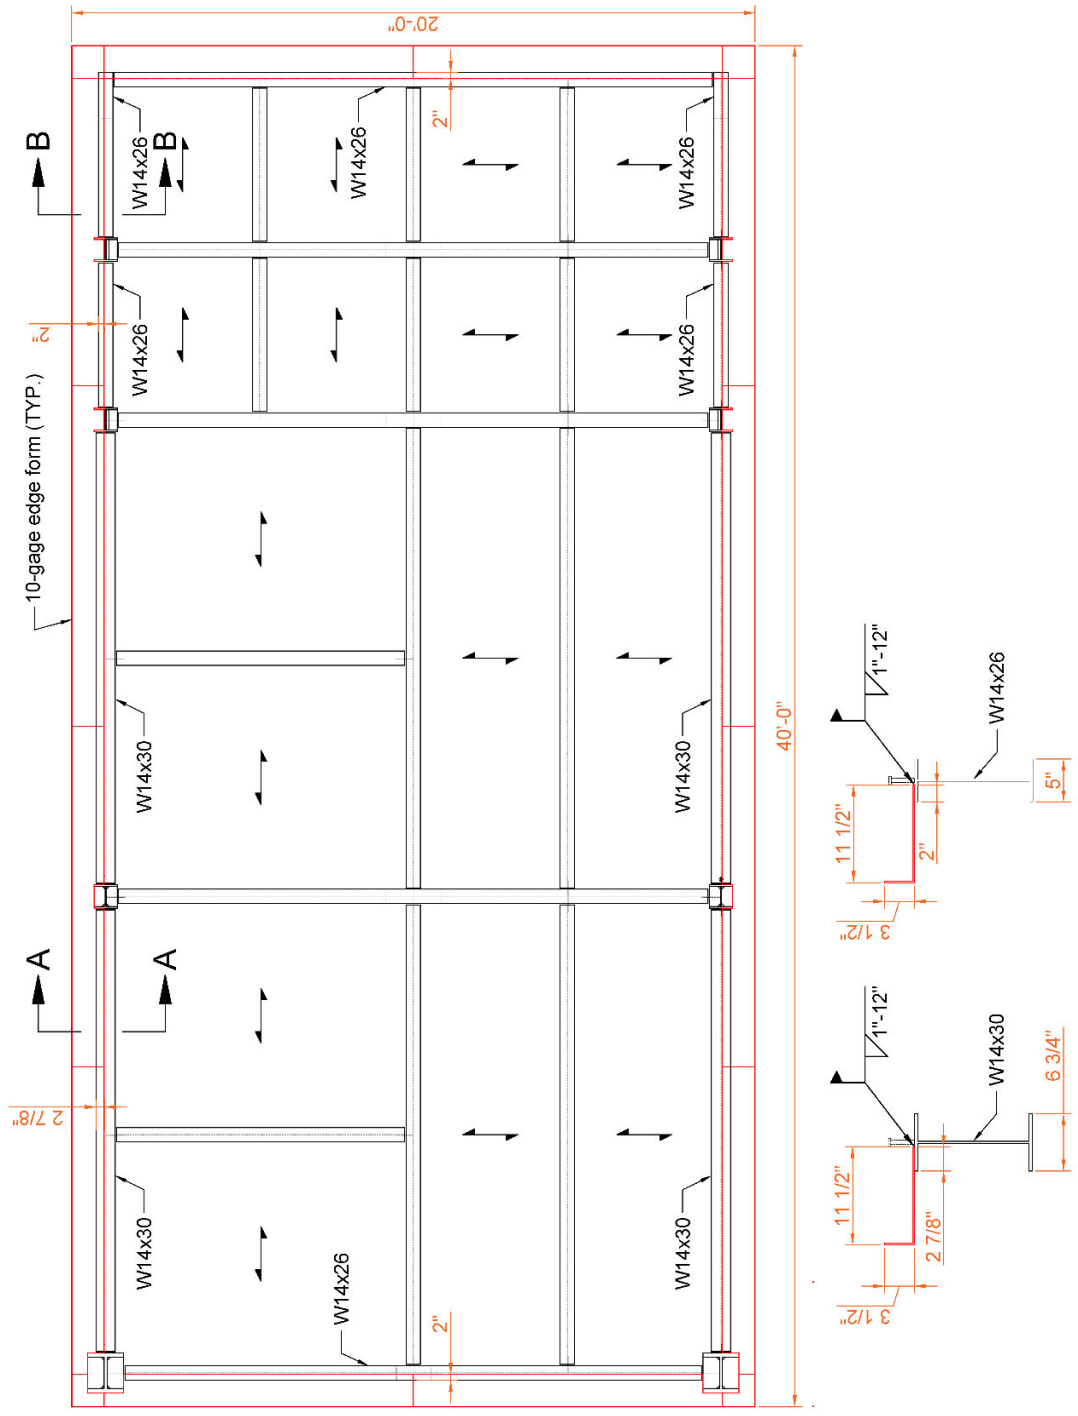 20'-0"
B
B
W14x26
W14x26
2"
W14x26
2"
W14x26
W14x26
10-gage edge form (TYP.)
W14x30
W14x30
40'-0"
A
A
2 7/8"
W14x30
W14x30
W14x26
2"
1"-12"
W14x26
11 1/2"
2"
5"
3 1/2"
1"-12"
W14x30
6 3/4"
11 1/2"
2 7/8"
3 1/2"